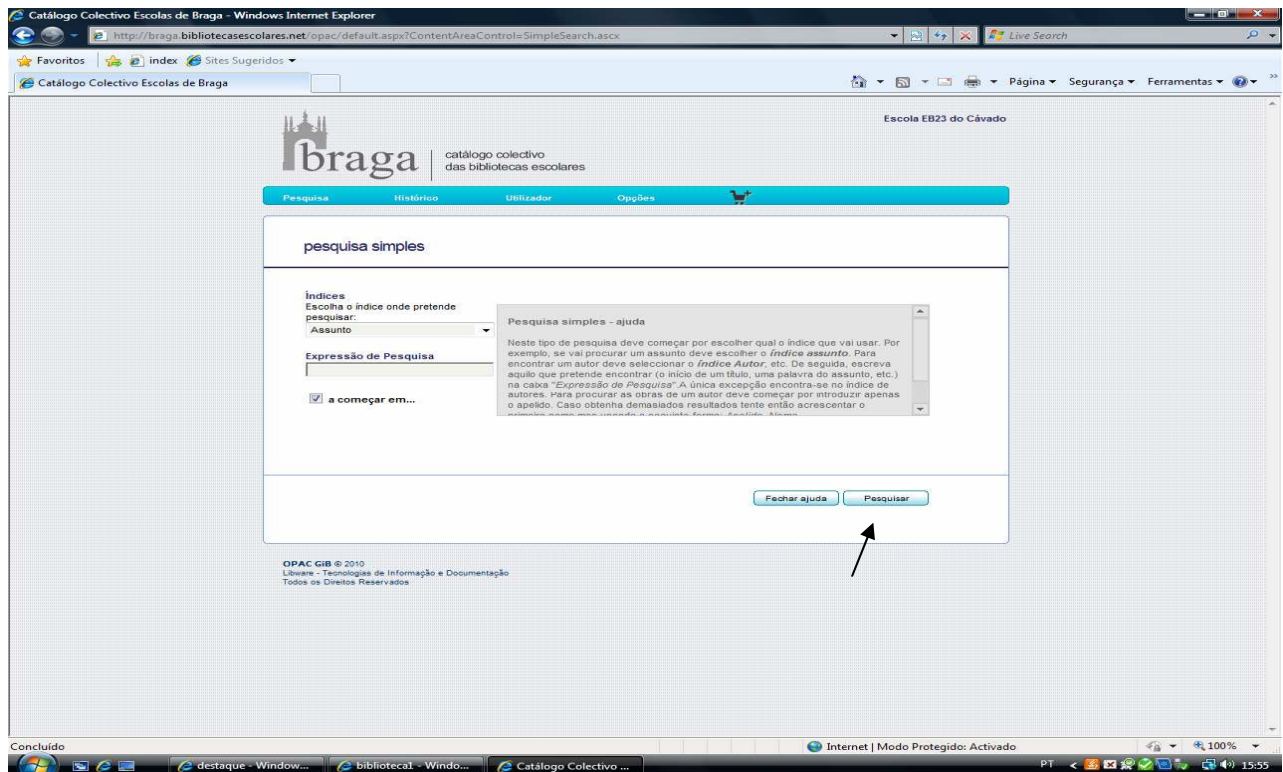 Catálogo Colectivo Escolas de Braga - Windows Internet Explorer
http://braga.bibliotecasescolares.net/opac/default.aspx?ContentAreaControl=SimpleSearch.ascx
Live Search
Favoritos index Sites Sugeridos
Catálogo Colectivo Escolas de Braga
Página Segurança Ferramentas
Escola EB23 do Cávado
braga
catálogo colectivo
das bibliotecas escolares
Pesquisa Histórico Utilizador Opções
pesquisa simples
Índices
Escolha o índice onde pretende
pesquisar:
Assunto
Expressão de Pesquisa
a começar em...
Pesquisa simples - ajuda
Neste tipo de pesquisa deve começar por escolher qual o índice que vai usar. Por
exemplo, se vai procurar um assunto deve escolher o índice assunto. Para
encontrar um autor deve seleccionar o índice Autor, etc. De seguida, escreva
aquilo que pretende encontrar (o início de um título, uma palavra do assunto, etc.)
na caixa "Expressão de Pesquisa".A única excepção encontra-se no índice de
autores. Para procurar as obras de um autor deve começar por introduzir apenas
o apelido. Caso obtenha demasiados resultados tente então acrescentar o
Fechar ajuda Pesquisar
OPAC GiB © 2010
Libware - Tecnologias de Informação e Documentação
Todos os Direitos Reservados
Concluído
Internet | Modo Protegido: Activado
100%
destaque - Window... biblioteca1 - Windo... Catálogo Colectivo ...
PT
15:55